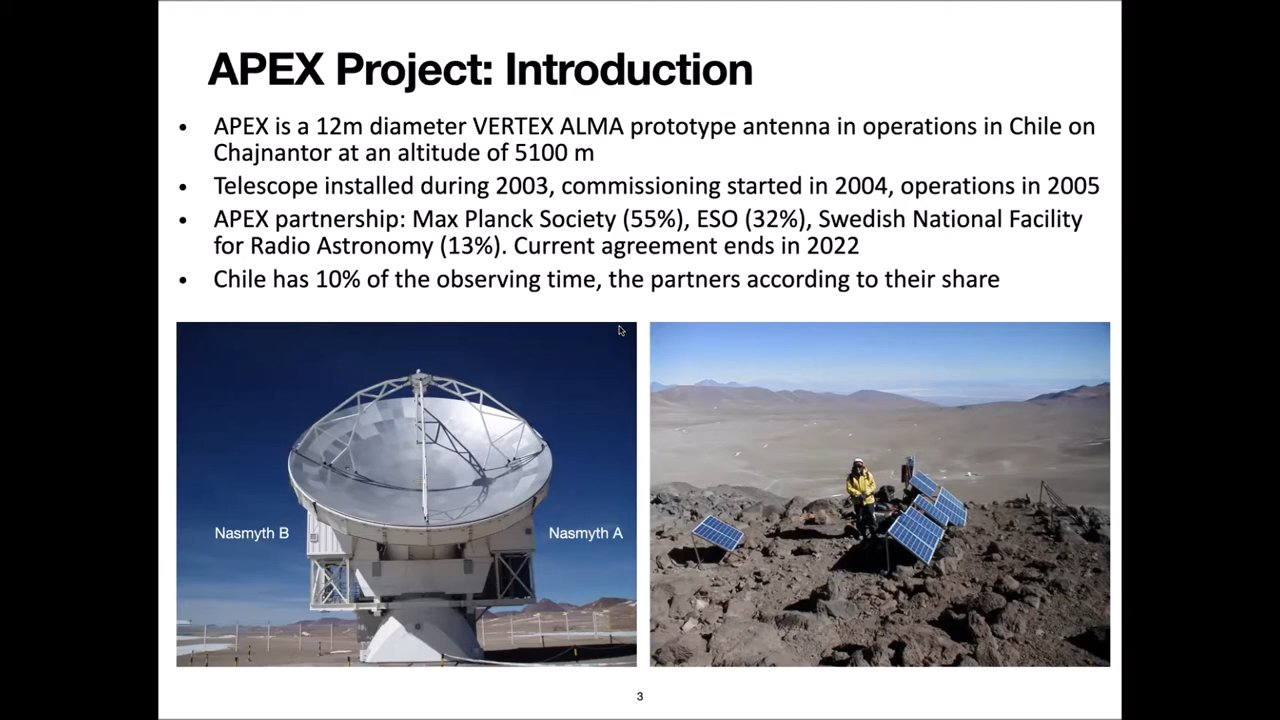 APEX Project: Introduction
• APEX is a 12m diameter VERTEX ALMA prototype antenna in operations in Chile on
Chajnantor at an altitude of 5100 m
• Telescope installed during 2003, commissioning started in 2004, operations in 2005
• APEX partnership: Max Planck Society (55%), ESO (32%), Swedish National Facility
for Radio Astronomy (13%). Current agreement ends in 2022
• Chile has 10% of the observing time, the partners according to their share
Nasmyth B
Nasmyth A
3